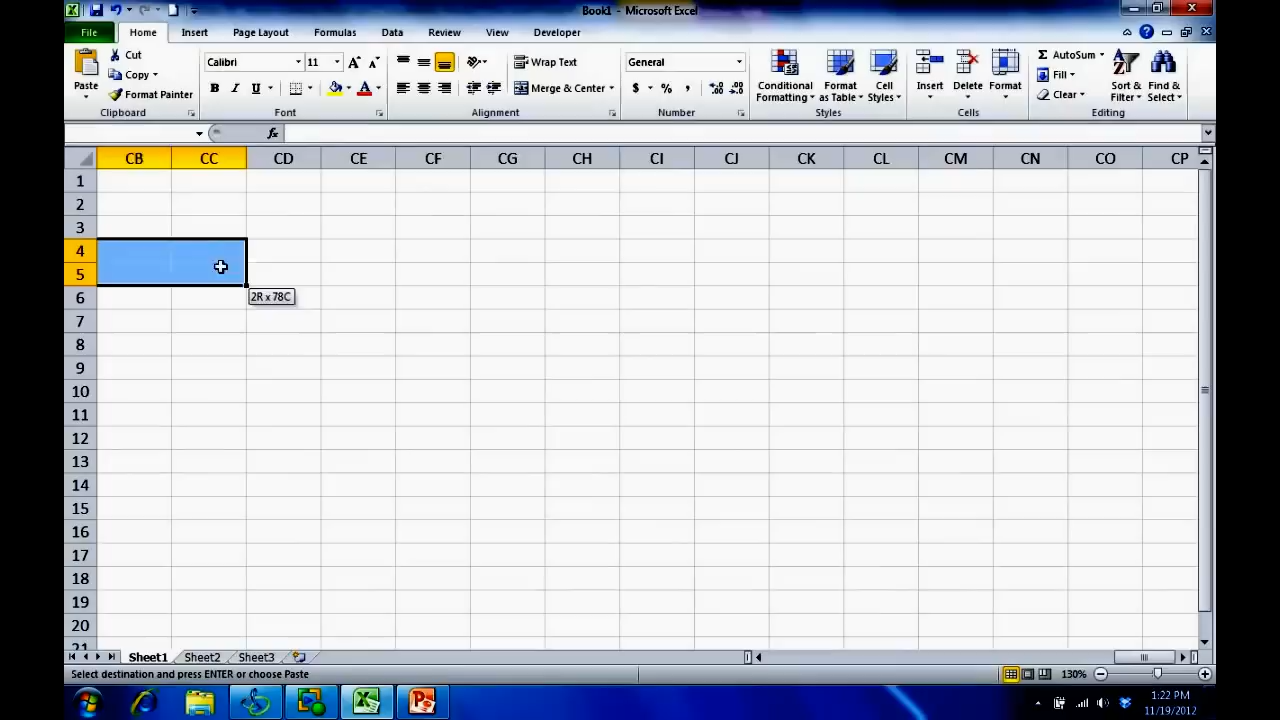 Book1 - Microsoft Excel
File Home Insert Page Layout Formulas Data Review View Developer
Paste
Cut
Copy
Format Painter
Clipboard
Calibri 11
B I U
Font
Wrap Text
Merge & Center
Alignment
General
$ % ,
Number
Conditional Formatting
Format as Table
Cell Styles
Styles
Insert Delete Format
Cells
AutoSum
Fill
Clear
Sort & Filter
Find & Select
Editing
fx
CB CC CD CE CF CG CH CI CJ CK CL CM CN CO CP
1
2
3
4
5
2R x 78C
6
7
8
9
10
11
12
13
14
15
16
17
18
19
20
21
Sheet1 Sheet2 Sheet3
Select destination and press ENTER or choose Paste
130%
1:22 PM
11/19/2012